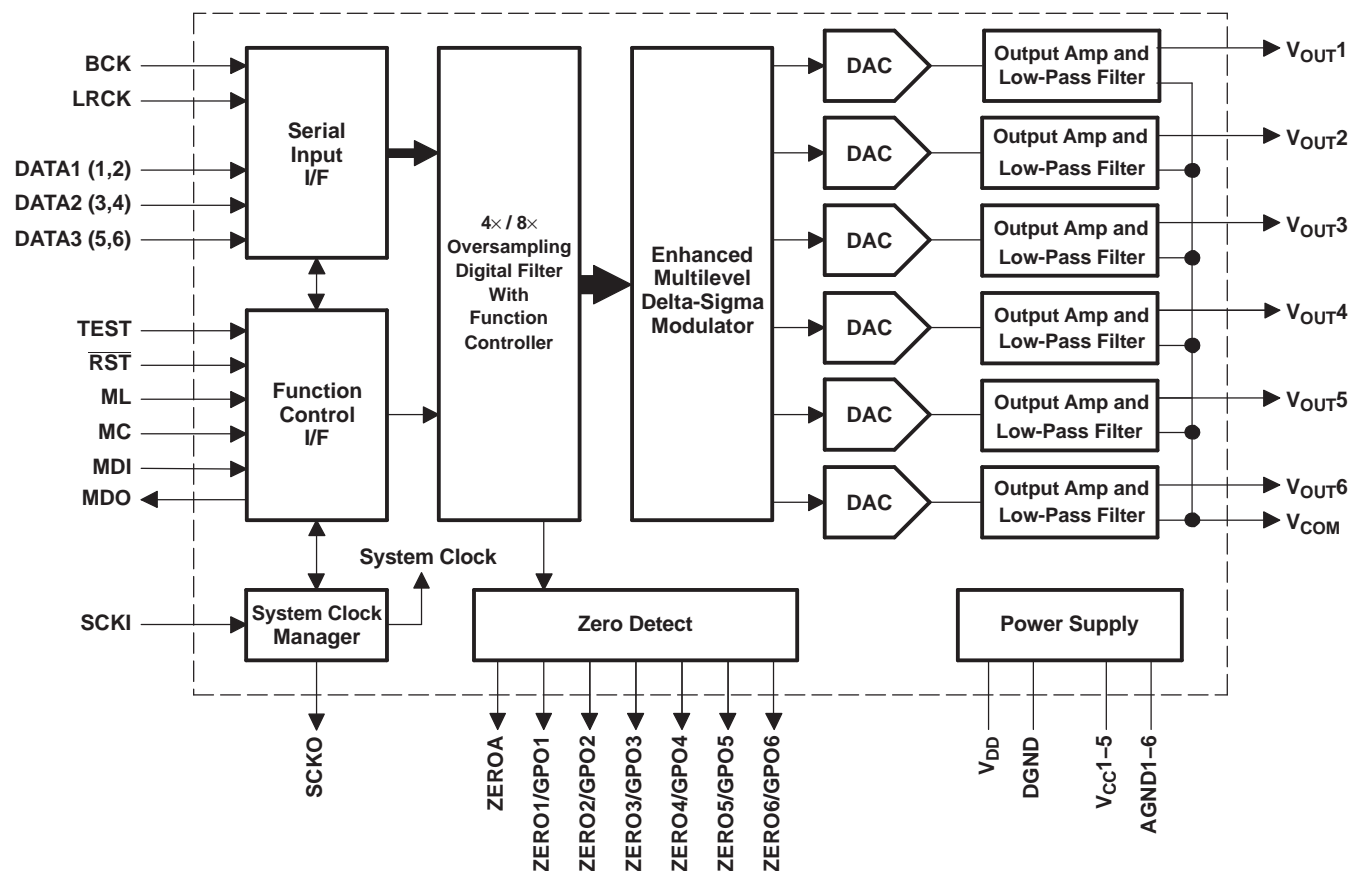 BCK
LRCK
DATA1 (1,2)
DATA2 (3,4)
DATA3 (5,6)
Serial
Input
I/F
TEST
R̅S̅T̅
ML
MC
MDI
MDO
Function
Control
I/F
SCKI
System Clock
Manager
System Clock
SCKO
4× / 8×
Oversampling
Digital Filter
With
Function
Controller
Enhanced
Multilevel
Delta-Sigma
Modulator
DAC
Output Amp and
Low-Pass Filter
VOUT1
DAC
Output Amp and
Low-Pass Filter
VOUT2
DAC
Output Amp and
Low-Pass Filter
VOUT3
DAC
Output Amp and
Low-Pass Filter
VOUT4
DAC
Output Amp and
Low-Pass Filter
VOUT5
DAC
Output Amp and
Low-Pass Filter
VOUT6
VCOM
Zero Detect
ZEROA
ZERO1/GPO1
ZERO2/GPO2
ZERO3/GPO3
ZERO4/GPO4
ZERO5/GPO5
ZERO6/GPO6
Power Supply
VDD
DGND
VCC1–5
AGND1–6